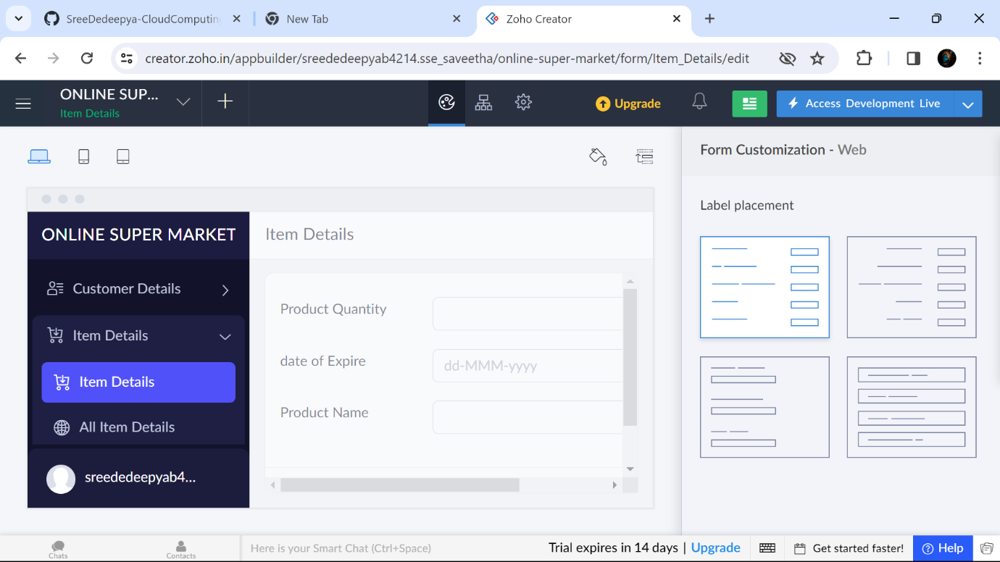 SreeDedeepya-CloudComputin
New Tab
Zoho Creator
creator.zoho.in/appbuilder/sreededeepyab4214.sse_saveetha/online-super-market/form/Item_Details/edit
ONLINE SUP...
Item Details
Upgrade
Access Development Live
Form Customization - Web
Label placement
ONLINE SUPER MARKET
Customer Details
Item Details
Item Details
All Item Details
sreededeepyab4...
Item Details
Product Quantity
date of Expire
dd-MMM-yyyy
Product Name
Chats
Contacts
Here is your Smart Chat (Ctrl+Space)
Trial expires in 14 days | Upgrade
Get started faster!
Help